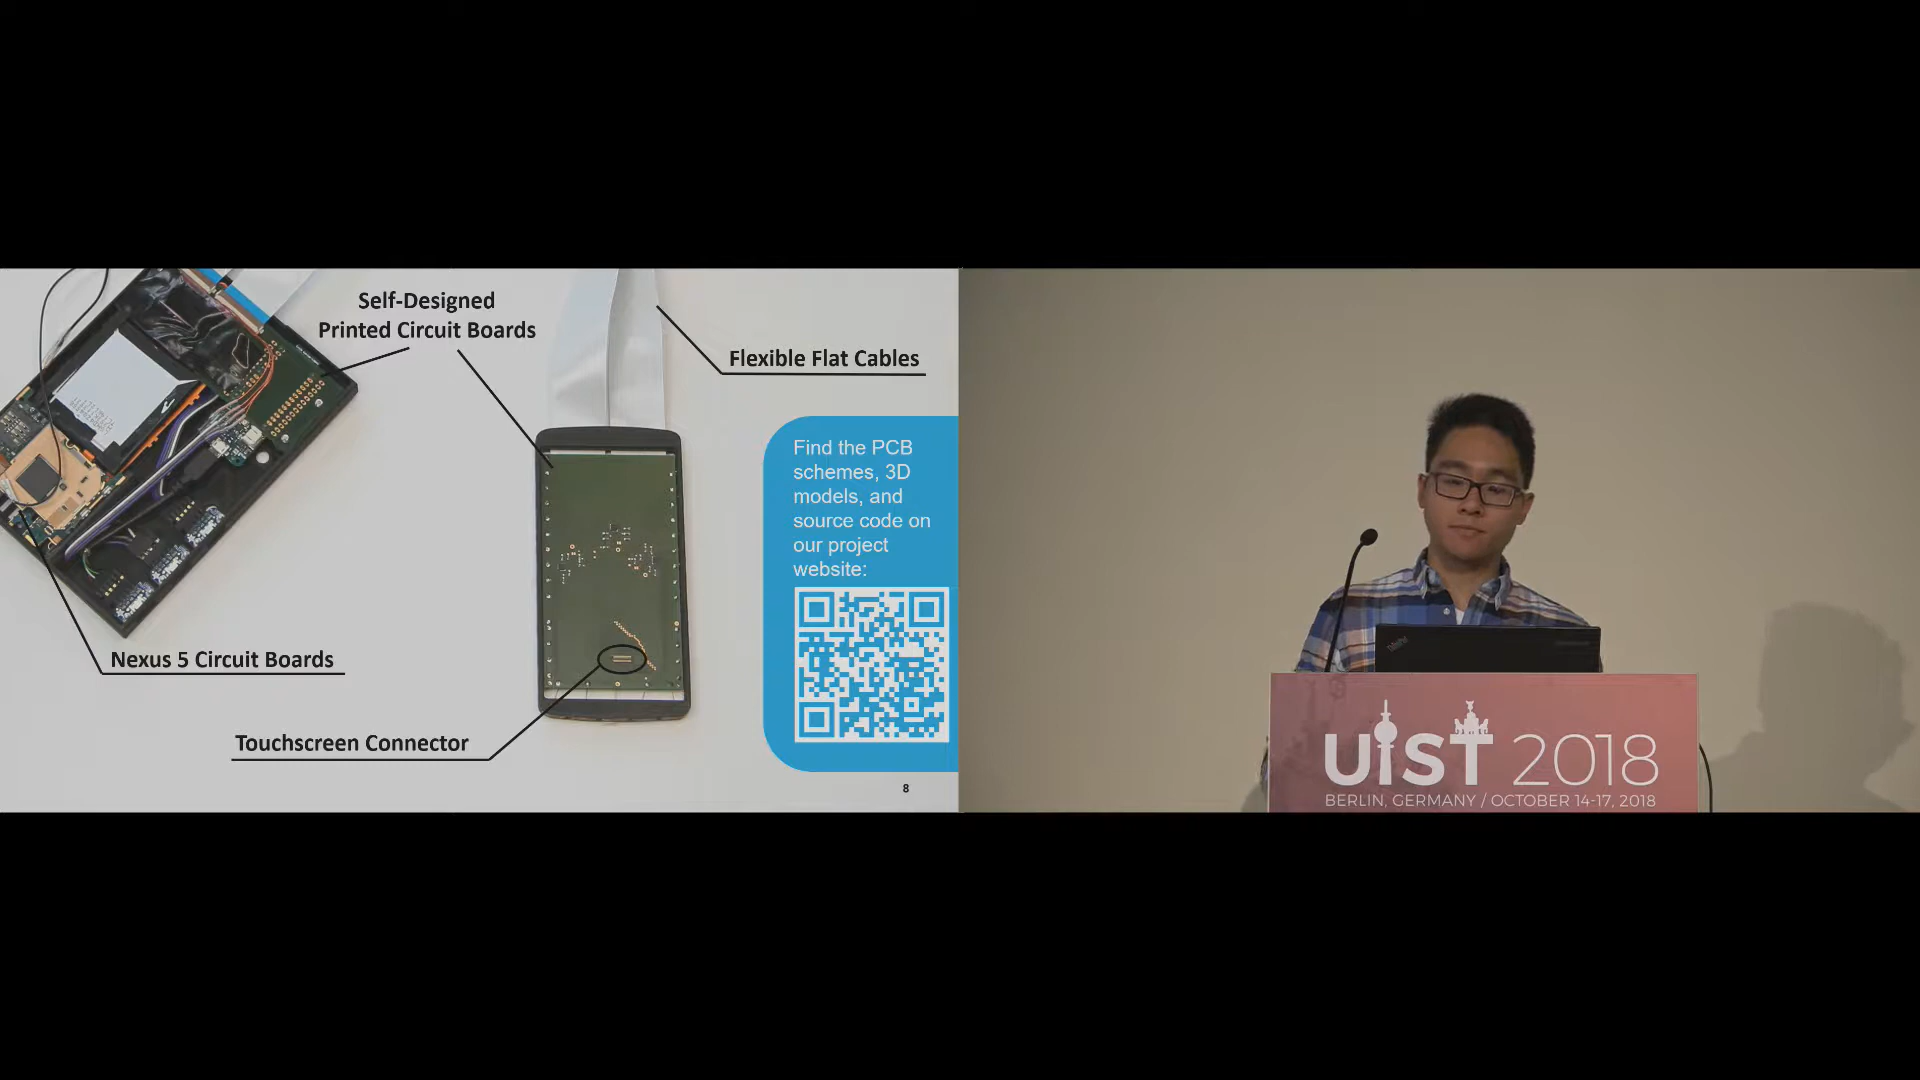 Self-Designed
Printed Circuit Boards
Flexible Flat Cables
Find the PCB
schemes, 3D
models, and
source code on
our project
website:
Nexus 5 Circuit Boards
Touchscreen Connector
8
UIST 2018
BERLIN, GERMANY / OCTOBER 14-17, 2018